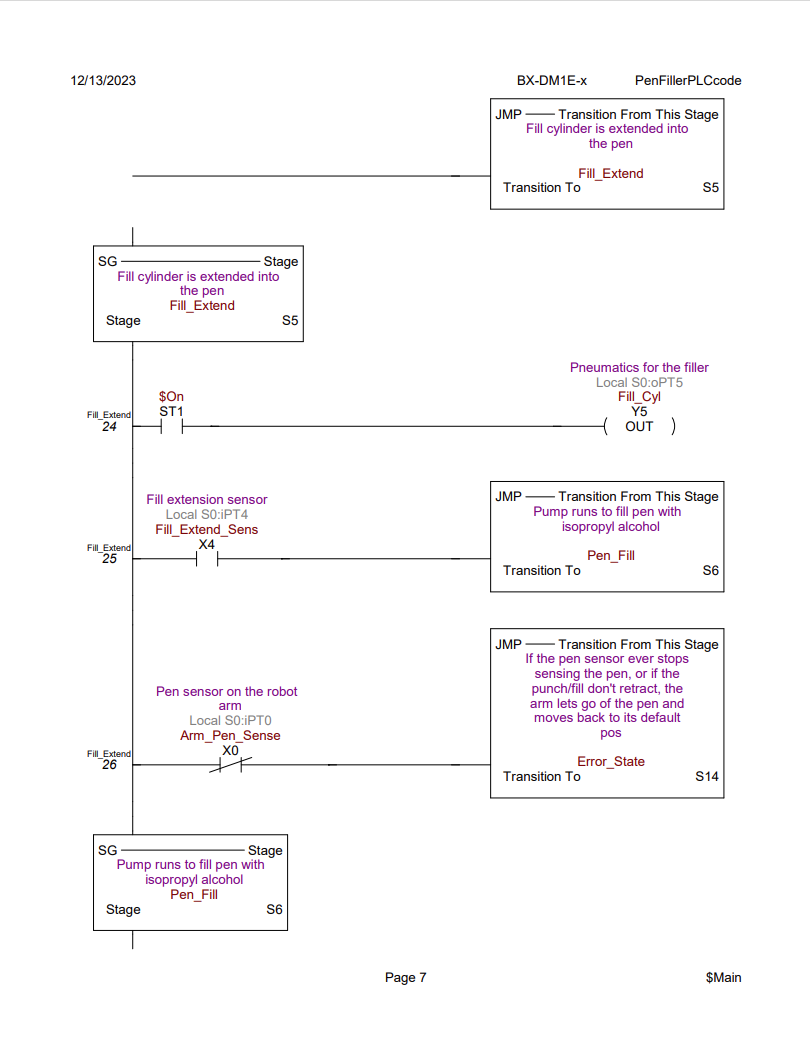 12/13/2023 BX-DM1E-x PenFillerPLCcode
JMP Transition From This Stage
Fill cylinder is extended into
the pen
Fill_Extend
Transition To S5
SG Stage
Fill cylinder is extended into
the pen
Fill_Extend
Stage S5
Pneumatics for the filler
Local S0:oPT5
Fill_Cyl
Y5
OUT
$On
ST1
Fill_Extend
24
Fill extension sensor
Local S0:iPT4
Fill_Extend_Sens
X4
Fill_Extend
25
JMP Transition From This Stage
Pump runs to fill pen with
isopropyl alcohol
Pen_Fill
Transition To S6
JMP Transition From This Stage
If the pen sensor ever stops
sensing the pen, or if the
punch/fill don't retract, the
arm lets go of the pen and
moves back to its default
pos
Error_State
Transition To S14
Pen sensor on the robot
arm
Local S0:iPT0
Arm_Pen_Sense
X0
Fill_Extend
26
SG Stage
Pump runs to fill pen with
isopropyl alcohol
Pen_Fill
Stage S6
Page 7 $Main